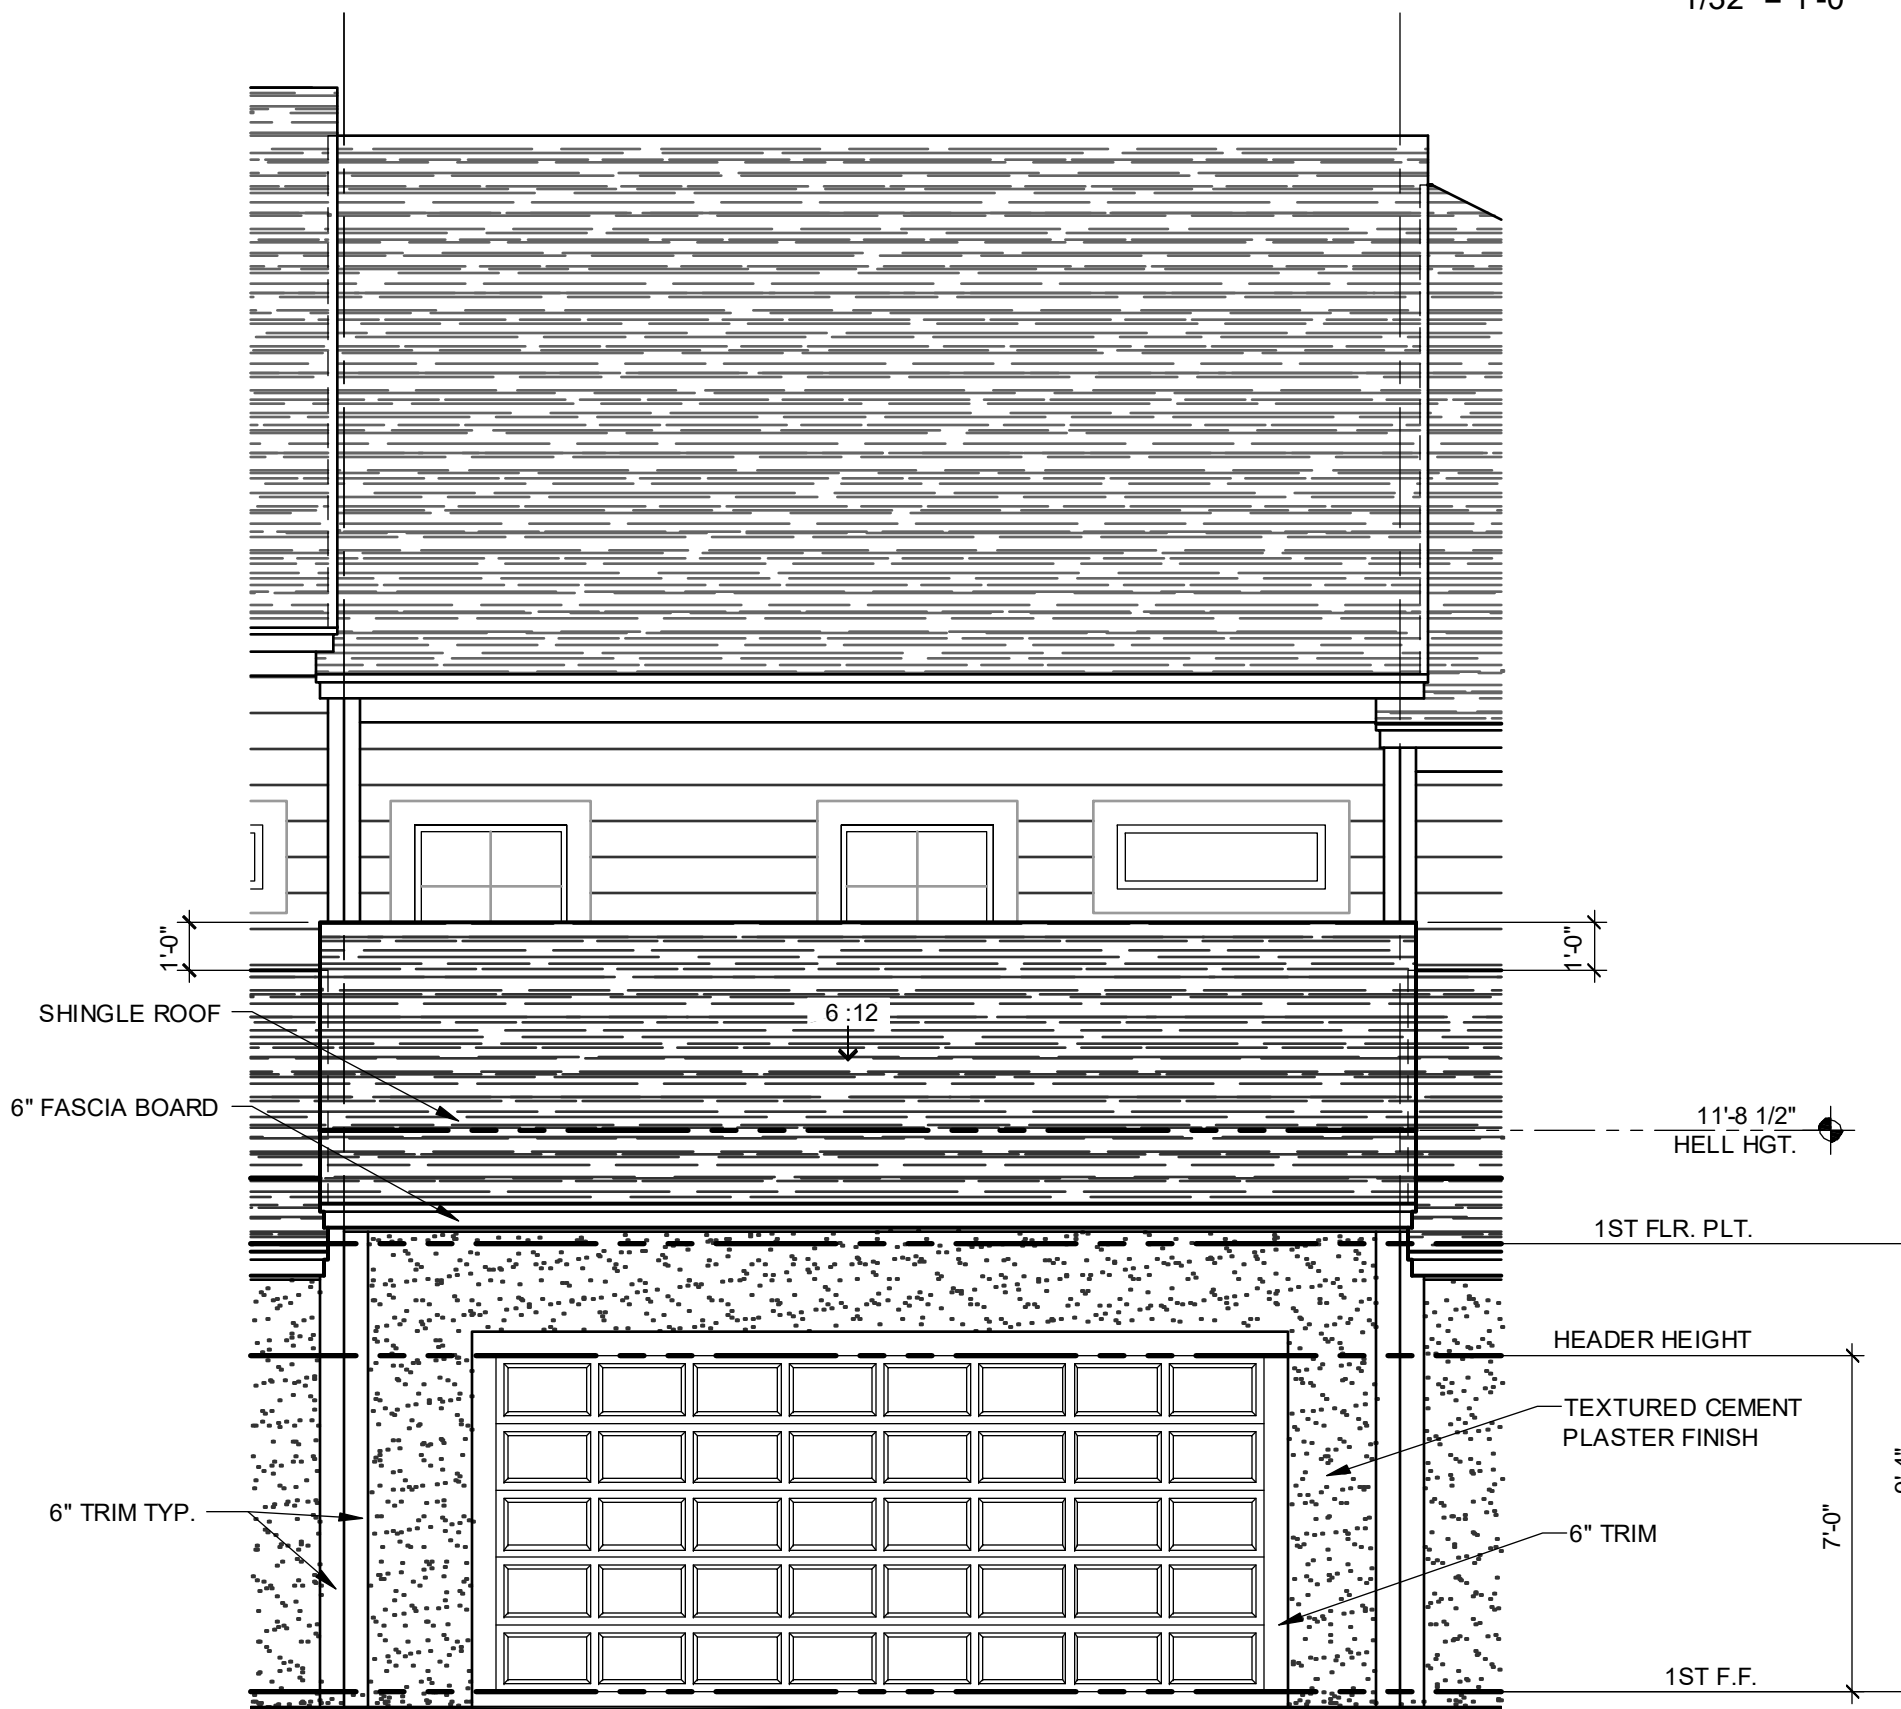 1'-0"
1'-0"
SHINGLE ROOF
6 :12
6" FASCIA BOARD
11'-8 1/2"
HELL HGT.
1ST FLR. PLT.
HEADER HEIGHT
TEXTURED CEMENT
PLASTER FINISH
6" TRIM TYP.
6" TRIM
7'-0"
1ST F.F.